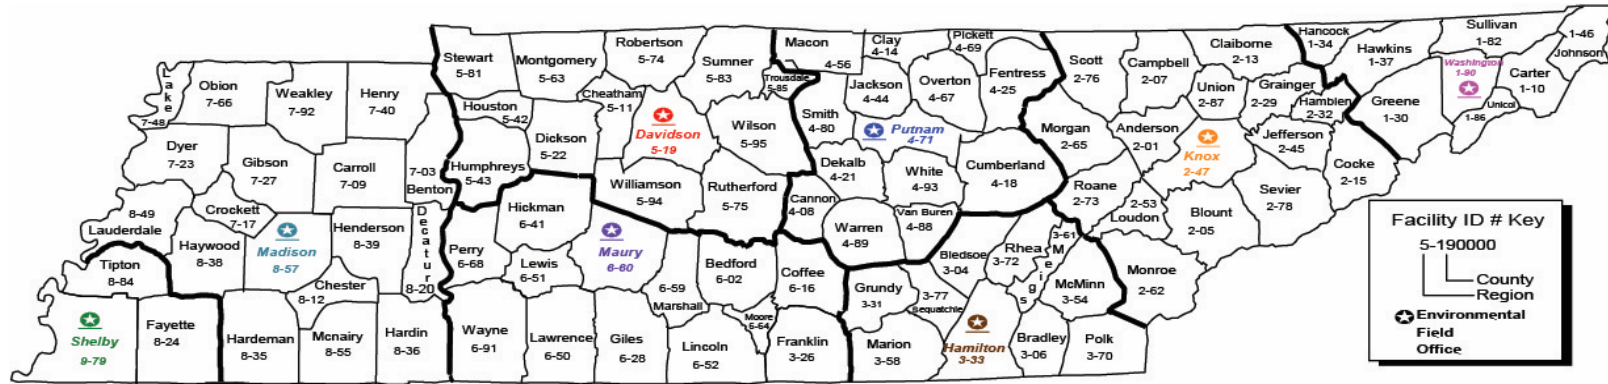 Lake
7-48
Obion
7-66
Weakley
7-92
Henry
7-40
Dyer
7-23
Gibson
7-27
Carroll
7-09
7-03
Benton
8-49
Lauderdale
Crockett
7-17
Haywood
8-38
Madison
8-57
Henderson
8-39
Decatur
8-20
Chester
8-12
Tipton
8-84
Shelby
9-79
Fayette
8-24
Hardeman
8-35
Mcnairy
8-55
Hardin
8-36
Stewart
5-81
Montgomery
5-63
Robertson
5-74
Sumner
5-83
Trousdale
5-85
Houston
5-42
Dickson
5-22
Cheatham
5-11
Davidson
5-19
Wilson
5-95
Humphreys
5-43
Williamson
5-94
Rutherford
5-75
Hickman
6-41
Perry
6-68
Lewis
6-51
Maury
6-60
6-59
Marshall
Bedford
6-02
Coffee
6-16
Moore
6-64
Wayne
6-91
Lawrence
6-50
Giles
6-28
Lincoln
6-52
Franklin
3-26
Macon
4-56
Clay
4-14
Pickett
4-69
Jackson
4-44
Overton
4-67
Fentress
4-25
Smith
4-80
Putnam
4-71
Dekalb
4-21
White
4-93
Cumberland
4-18
Cannon
4-08
Warren
4-89
Van Buren
4-88
Grundy
3-31
3-77
Sequatchie
Bledsoe
3-04
Rhea
3-72
3-61
Meigs
McMinn
3-54
Marion
3-58
Hamilton
3-33
Bradley
3-06
Polk
3-70
Scott
2-76
Campbell
2-07
Claiborne
2-13
Union
2-87
Grainger
2-29
Hamblen
2-32
Morgan
2-65
Anderson
2-01
Knox
2-47
Jefferson
2-45
Cocke
2-15
Roane
2-73
2-53
Loudon
Blount
2-05
Sevier
2-78
Monroe
2-62
Hancock
1-34
Hawkins
1-37
Sullivan
1-82
1-46
Johnson
Washington
1-90
Carter
1-10
Greene
1-30
Unicoi
1-86
Facility ID # Key
5-190000
County
Region
Environmental
Field
Office